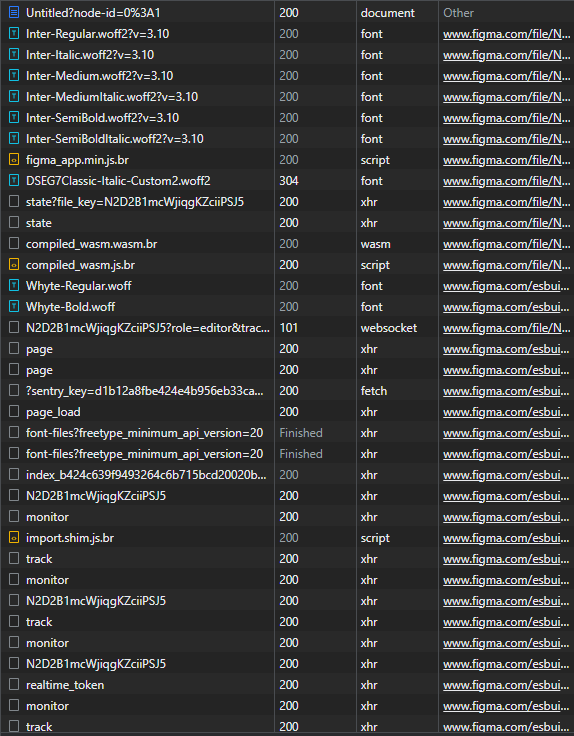 Untitled?node-id=0%3A1 200 document Other
Inter-Regular.woff2?v=3.10 200 font www.figma.com/file/N...
Inter-Italic.woff2?v=3.10 200 font www.figma.com/file/N...
Inter-Medium.woff2?v=3.10 200 font www.figma.com/file/N...
Inter-MediumItalic.woff2?v=3.10 200 font www.figma.com/file/N...
Inter-SemiBold.woff2?v=3.10 200 font www.figma.com/file/N...
Inter-SemiBoldItalic.woff2?v=3.10 200 font www.figma.com/file/N...
figma_app.min.js.br 200 script www.figma.com/file/N...
DSEG7Classic-Italic-Custom2.woff2 304 font www.figma.com/file/N...
state?file_key=N2D2B1mcWjiqgKZciiPSJ5 200 xhr www.figma.com/file/N...
state 200 xhr www.figma.com/file/N...
compiled_wasm.wasm.br 200 wasm www.figma.com/file/N...
compiled_wasm.js.br 200 script www.figma.com/file/N...
Whyte-Regular.woff 200 font www.figma.com/esbui...
Whyte-Bold.woff 200 font www.figma.com/esbui...
N2D2B1mcWjiqgKZciiPSJ5?role=editor&trac... 101 websocket www.figma.com/file/N...
page 200 xhr www.figma.com/esbui...
page 200 xhr www.figma.com/esbui...
?sentry_key=d1b12a8fbe424e4b956eb33ca... 200 fetch www.figma.com/esbui...
page_load 200 xhr www.figma.com/esbui...
font-files?freetype_minimum_api_version=20 Finished xhr www.figma.com/esbui...
font-files?freetype_minimum_api_version=20 Finished xhr www.figma.com/esbui...
index_b424c639f9493264c6b715bcd20020b... 200 xhr www.figma.com/esbui...
N2D2B1mcWjiqgKZciiPSJ5 200 xhr www.figma.com/esbui...
monitor 200 xhr www.figma.com/esbui...
import.shim.js.br 200 script www.figma.com/esbui...
track 200 xhr www.figma.com/esbui...
monitor 200 xhr www.figma.com/esbui...
N2D2B1mcWjiqgKZciiPSJ5 200 xhr www.figma.com/esbui...
track 200 xhr www.figma.com/esbui...
monitor 200 xhr www.figma.com/esbui...
N2D2B1mcWjiqgKZciiPSJ5 200 xhr www.figma.com/esbui...
realtime_token 200 xhr www.figma.com/esbui...
monitor 200 xhr www.figma.com/esbui...
track 200 xhr www.figma.com/esbui...